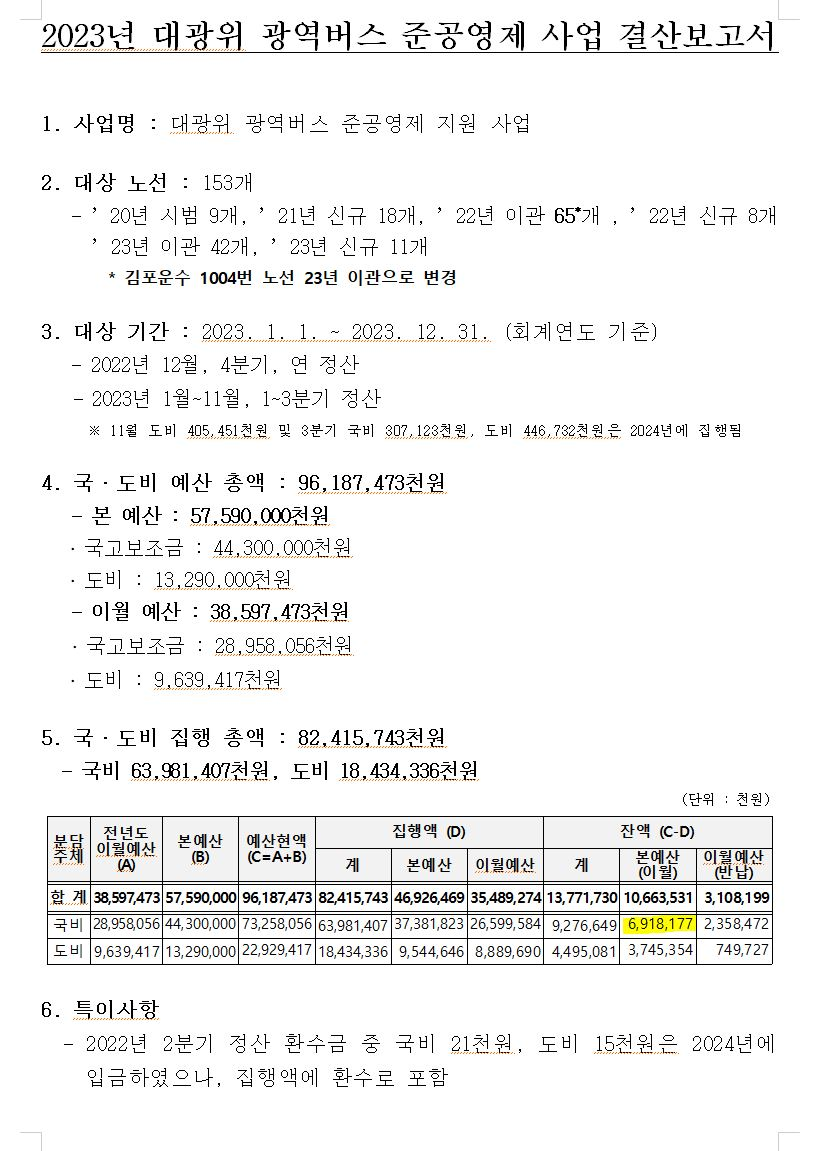 2023년 대광위 광역버스 준공영제 사업 결산보고서
1. 사업명 : 대광위 광역버스 준공영제 지원 사업
2. 대상 노선 : 153개
- ’20년 시범 9개, ’21년 신규 18개, ’22년 이관 65*개 , ’22년 신규 8개
’23년 이관 42개, ’23년 신규 11개
* 김포운수 1004번 노선 23년 이관으로 변경
3. 대상 기간 : 2023. 1. 1. ~ 2023. 12. 31. (회계연도 기준)
- 2022년 12월, 4분기, 연 정산
- 2023년 1월~11월, 1~3분기 정산
※ 11월 도비 405,451천원 및 3분기 국비 307,123천원, 도비 446,732천원은 2024년에 집행됨
4. 국·도비 예산 총액 : 96,187,473천원
- 본 예산 : 57,590,000천원
· 국고보조금 : 44,300,000천원
· 도비 : 13,290,000천원
- 이월 예산 : 38,597,473천원
· 국고보조금 : 28,958,056천원
· 도비 : 9,639,417천원
5. 국·도비 집행 총액 : 82,415,743천원
- 국비 63,981,407천원, 도비 18,434,336천원
(단위 : 천원)
분담주체 전년도 이월예산 (A) 본예산 (B) 예산현액 (C=A+B) 집행액 (D) 잔액 (C-D)
계 본예산 이월예산 계 본예산 (이월) 이월예산 (반납)
합 계 38,597,473 57,590,000 96,187,473 82,415,743 46,926,469 35,489,274 13,771,730 10,663,531 3,108,199
국비 28,958,056 44,300,000 73,258,056 63,981,407 37,381,823 26,599,584 9,276,649 6,918,177 2,358,472
도비 9,639,417 13,290,000 22,929,417 18,434,336 9,544,646 8,889,690 4,495,081 3,745,354 749,727
6. 특이사항
- 2022년 2분기 정산 환수금 중 국비 21천원, 도비 15천원은 2024년에
입금하였으나, 집행액에 환수로 포함